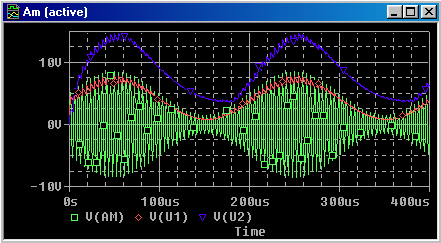 Am (active)
10V
0V
-10V
0s 100us 200us 300us 400us
V(AM) V(U1) V(U2)
Time